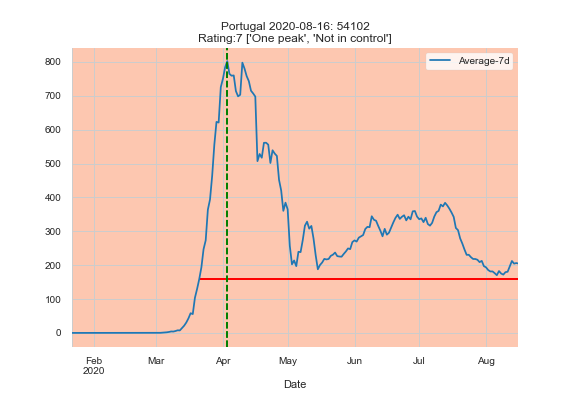 Portugal 2020-08-16: 54102
Rating:7 ['One peak', 'Not in control']
Average-7d
800
700
600
500
400
300
200
100
0
Feb
2020
Mar
Apr
May
Jun
Jul
Aug
Date